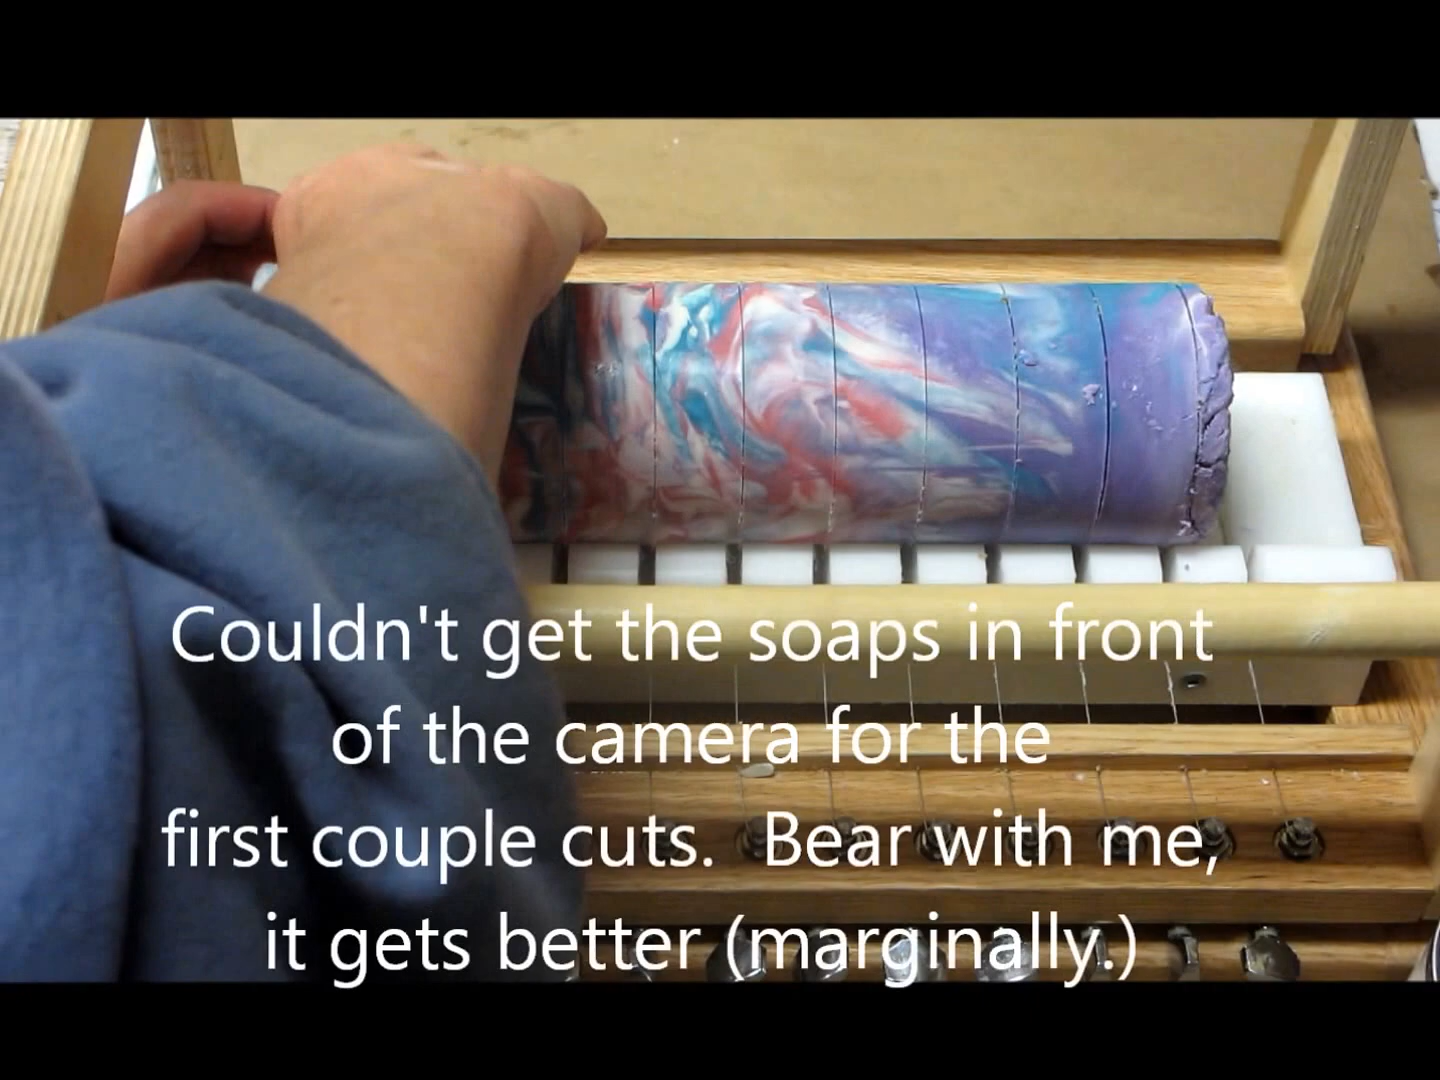 Couldn't get the soaps in front
of the camera for the
first couple cuts.  Bear with me,
it gets better (marginally.)